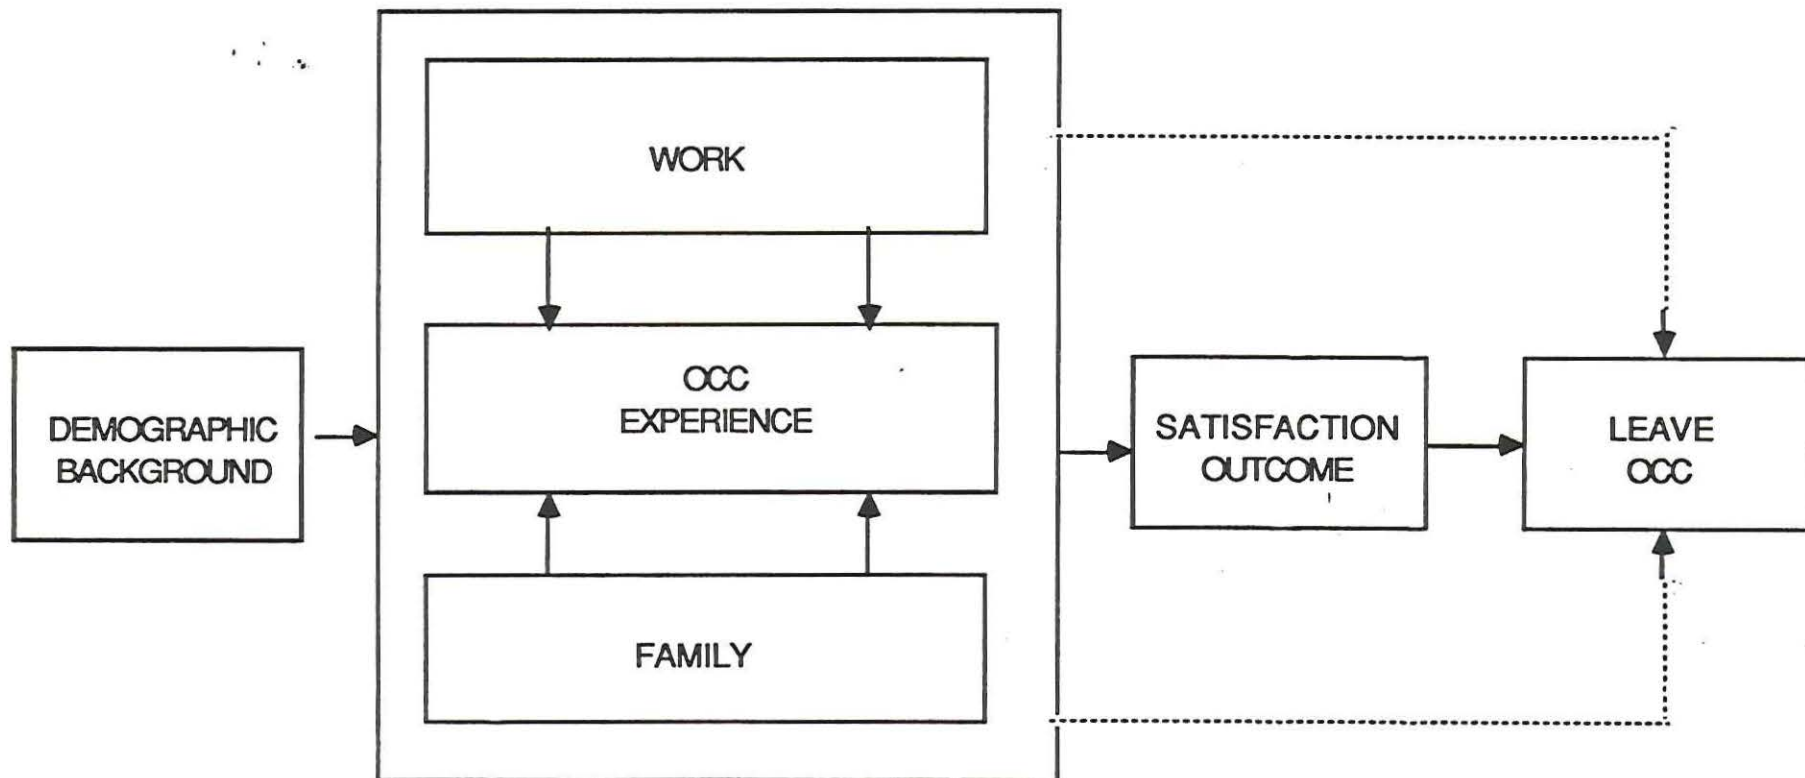 WORK
OCC
EXPERIENCE
DEMOGRAPHIC
BACKGROUND
SATISFACTION
OUTCOME
LEAVE
OCC
FAMILY